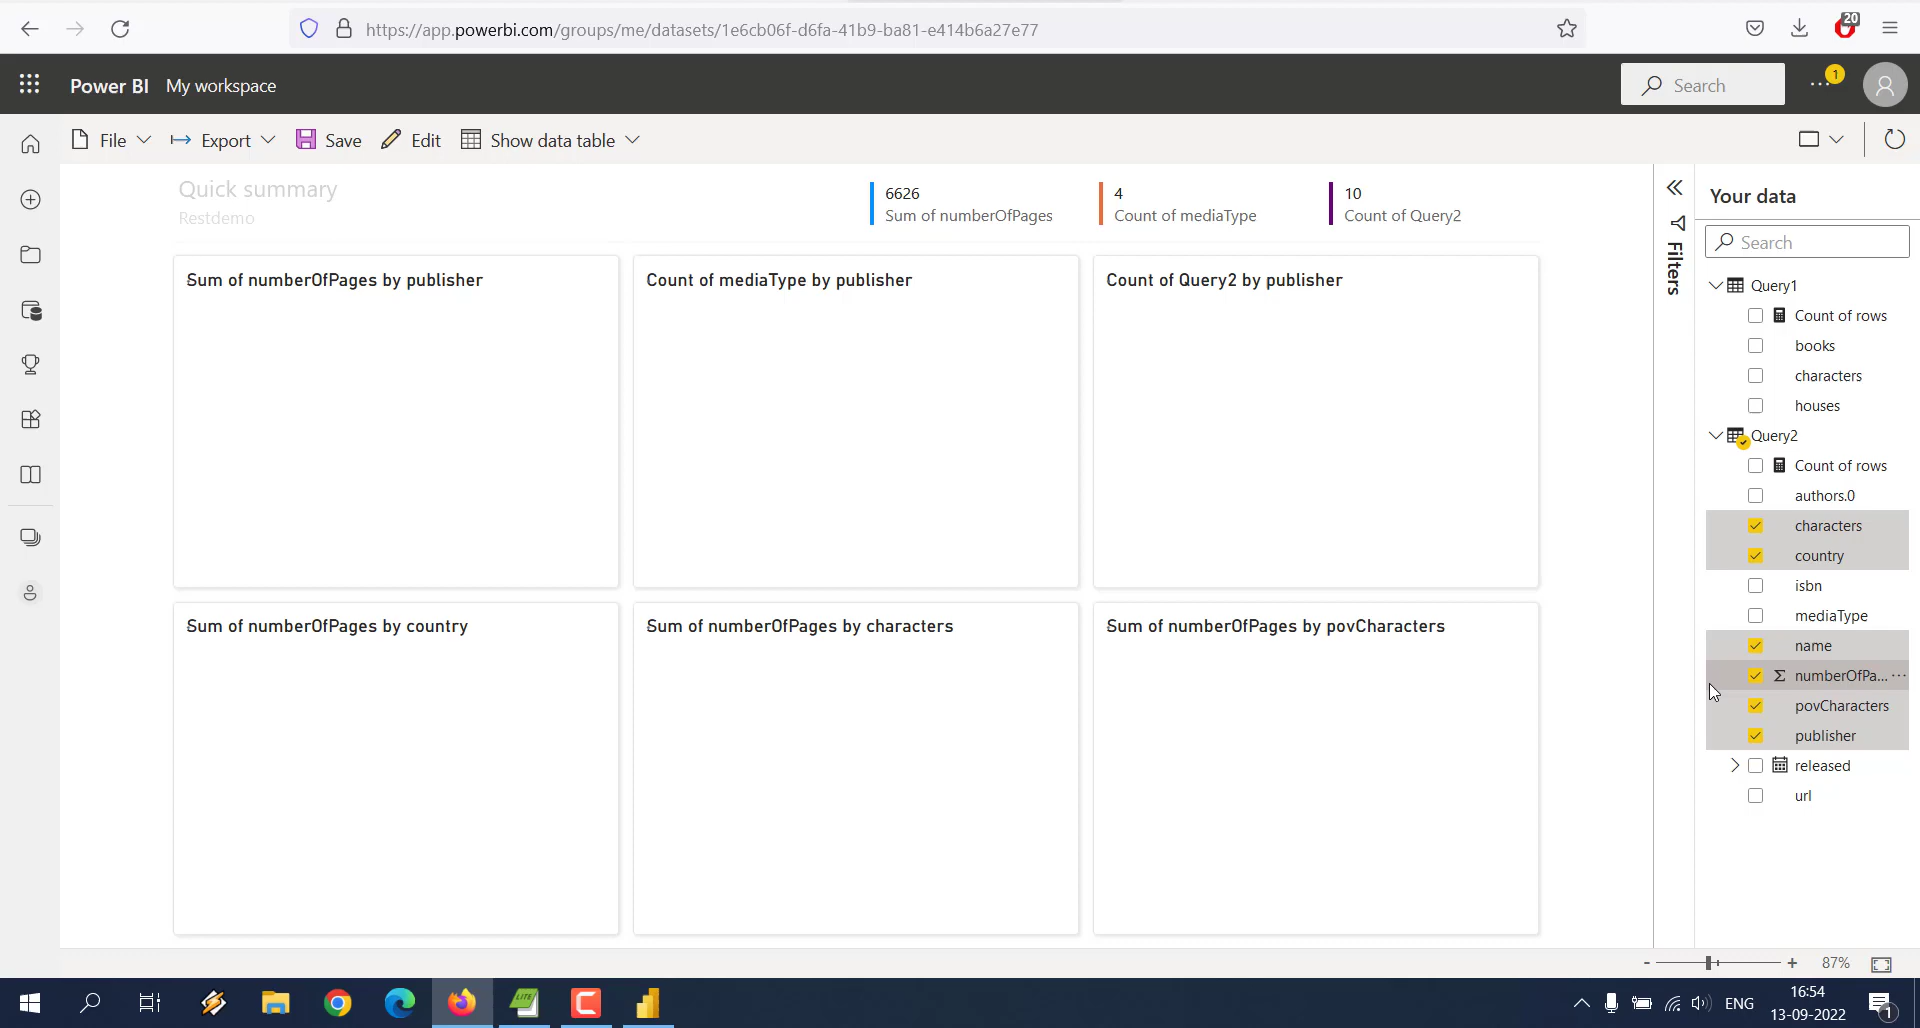 https://app.powerbi.com/groups/me/datasets/1e6cb06f-d6fa-41b9-ba81-e414b6a27e77
20
Power BI My workspace
Search
1
File
Export
Save
Edit
Show data table
Quick summary
Restdemo
6626
Sum of numberOfPages
4
Count of mediaType
10
Count of Query2
Sum of numberOfPages by publisher
Count of mediaType by publisher
Count of Query2 by publisher
Sum of numberOfPages by country
Sum of numberOfPages by characters
Sum of numberOfPages by povCharacters
Filters
Your data
Search
Query1
Count of rows
books
characters
houses
Query2
Count of rows
authors.0
characters
country
isbn
mediaType
name
Σ numberOfPa... ···
povCharacters
publisher
released
url
- + 87%
LITE
ENG
16:54
13-09-2022
1